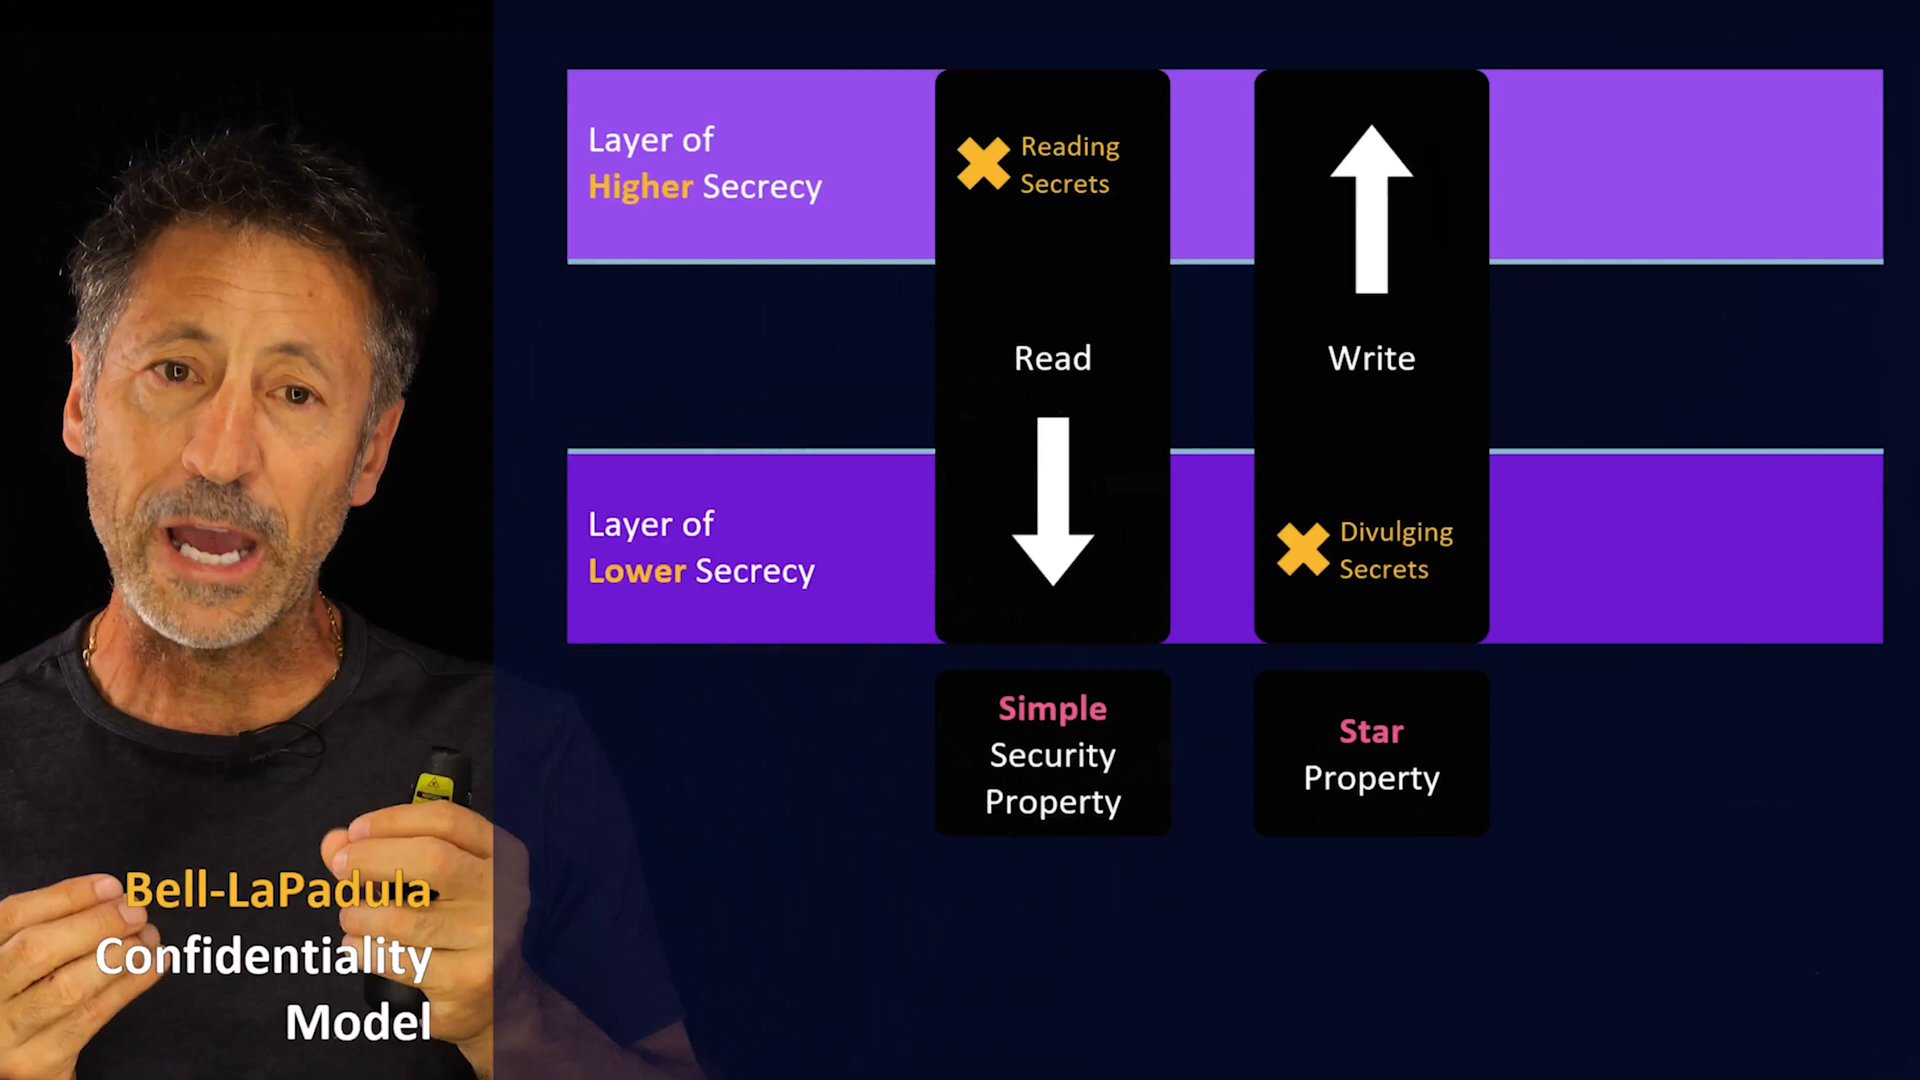 Layer of
Higher Secrecy
Reading
Secrets
Read
Write
Layer of
Lower Secrecy
Divulging
Secrets
Simple
Security
Property
Star
Property
Bell-LaPadula
Confidentiality
Model